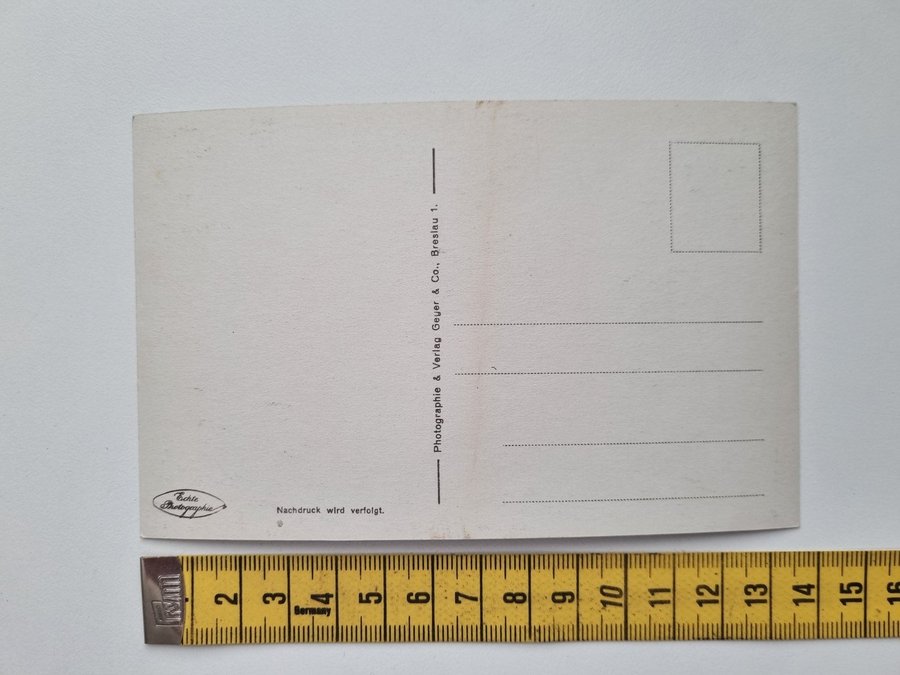 Photographie & Verlag Geyer & Co., Breslau 1.
Echte
Photographie
Nachdruck wird verfolgt.
2 3 4 5 6 7 8 9 10 11 12 13 14 15 16
Germany